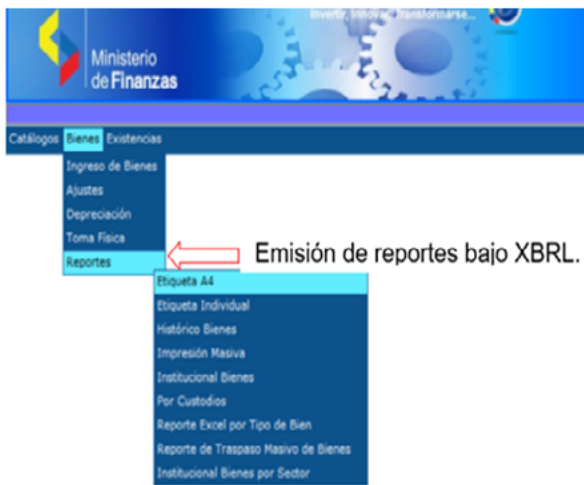 Invertir, Innovar, Transformarse...
Ministerio
de Finanzas
Catálogos Bienes Existencias
Ingreso de Bienes
Ajustes
Depreciación
Toma Física
Reportes
Emisión de reportes bajo XBRL.
Etiqueta A4
Etiqueta Individual
Histórico Bienes
Impresión Masiva
Institucional Bienes
Por Custodios
Reporte Excel por Tipo de Bien
Reporte de Traspaso Masivo de Bienes
Institucional Bienes por Sector